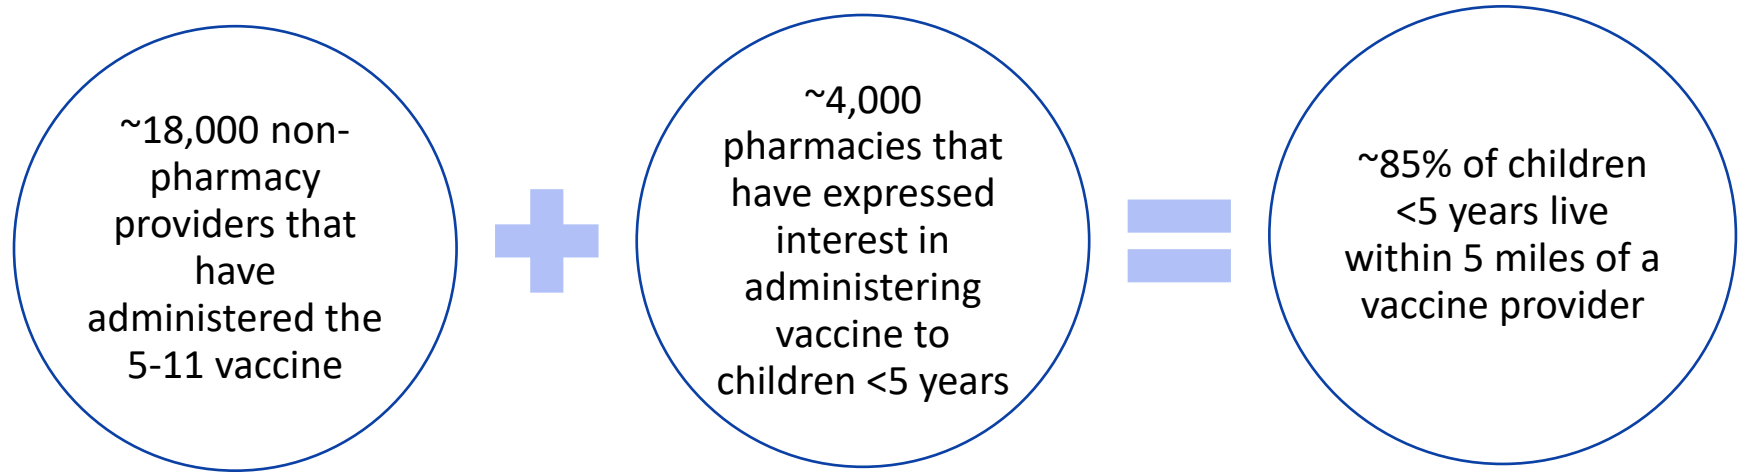 ~18,000 non-
pharmacy
providers that
have
administered the
5-11 vaccine
~4,000
pharmacies that
have expressed
interest in
administering
vaccine to
children <5 years
~85% of children
<5 years live
within 5 miles of a
vaccine provider